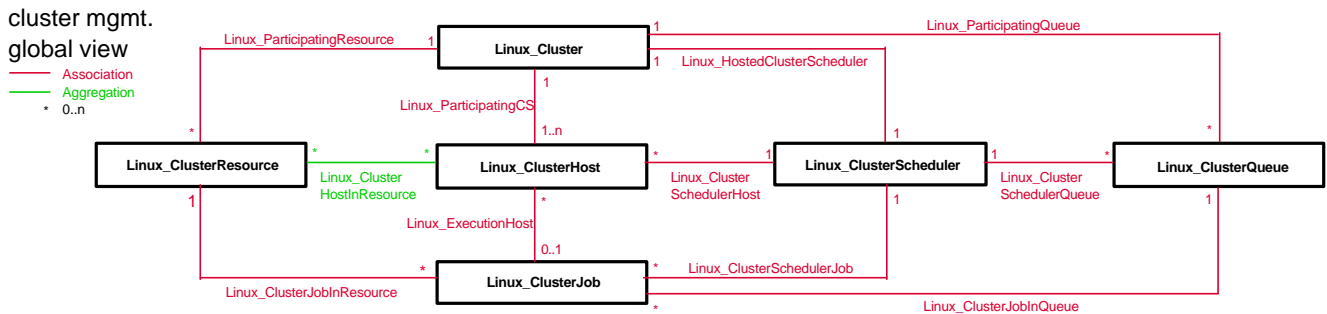 cluster mgmt.
global view
Association
Aggregation
* 0..n
Linux_ParticipatingResource
1
Linux_Cluster
1
Linux_ParticipatingQueue
1
Linux_HostedClusterScheduler
1
Linux_ParticipatingCS
1..n
*
1
*
Linux_ClusterResource
*
*
Linux_Cluster
HostInResource
Linux_ClusterHost
*
1
Linux_Cluster
SchedulerHost
Linux_ClusterScheduler
1
*
Linux_Cluster
SchedulerQueue
Linux_ClusterQueue
1
*
1
1
Linux_ExecutionHost
0..1
*
Linux_ClusterJobInResource
Linux_ClusterJob
*
Linux_ClusterSchedulerJob
*
Linux_ClusterJobInQueue